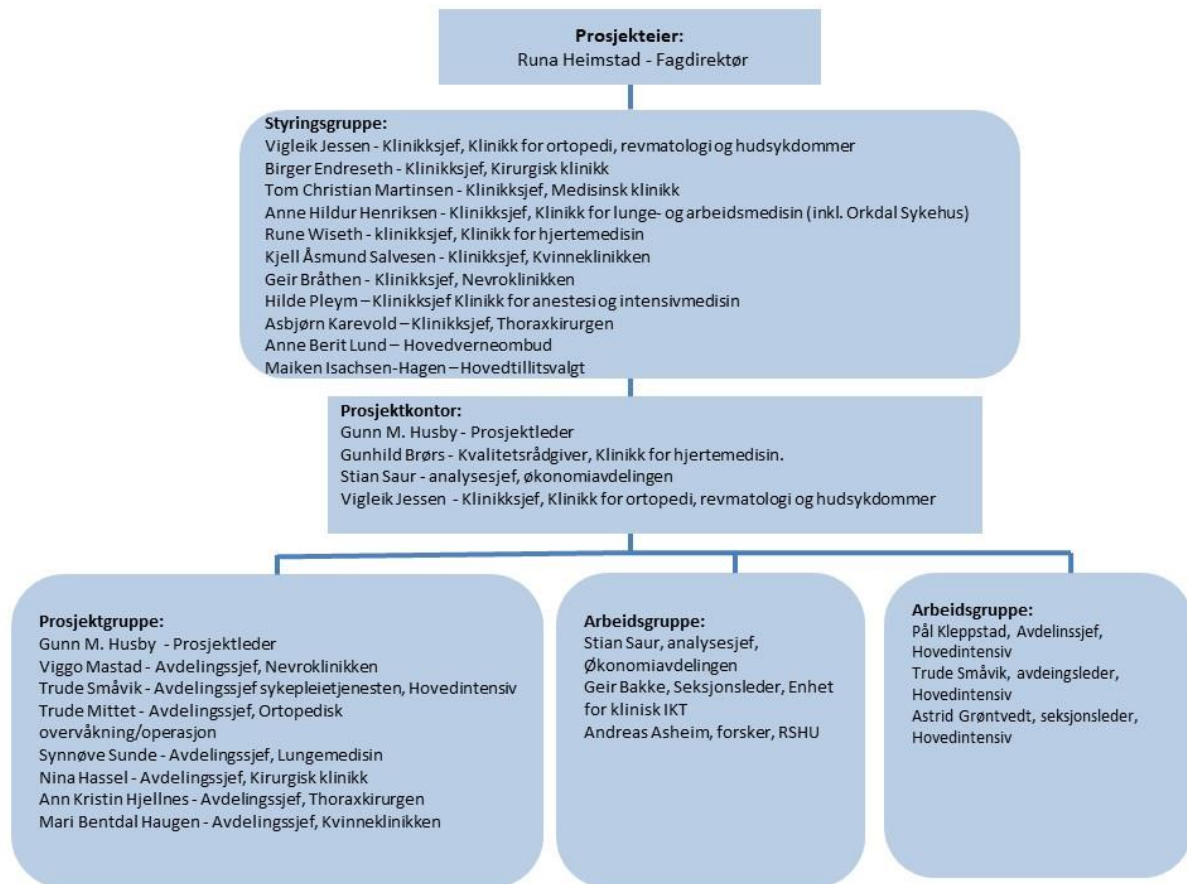 Prosjekteier:
Runa Heimstad - Fagdirektør
Styringsgruppe:
Vigleik Jessen - Klinikksjef, Klinikk for ortopedi, revmatologi og hudsykdommer
Birger Endreseth - Klinikksjef, Kirurgisk klinikk
Tom Christian Martinsen - Klinikksjef, Medisinsk klinikk
Anne Hildur Henriksen - Klinikksjef, Klinikk for lunge- og arbeidsmedisin (inkl. Orkdal Sykehus)
Rune Wiseth - klinikksjef, Klinikk for hjertemedisin
Kjell Åsmund Salvesen - Klinikksjef, Kvinneklinikken
Geir Bråthen - Klinikksjef, Nevroklinikken
Hilde Pleym – Klinikksjef Klinikk for anestesi og intensivmedisin
Asbjørn Karevold – Klinikksjef, Thoraxkirurgen
Anne Berit Lund – Hovedverneombud
Maiken Isachsen-Hagen – Hovedtillitsvalgt
Prosjektkontor:
Gunn M. Husby - Prosjektleder
Gunhild Brørs - Kvalitetsrådgiver, Klinikk for hjertemedisin.
Stian Saur - analysesjef, økonomiavdelingen
Vigleik Jessen - Klinikksjef, Klinikk for ortopedi, revmatologi og hudsykdommer
Prosjektgruppe:
Gunn M. Husby - Prosjektleder
Viggo Mastad - Avdelingssjef, Nevroklinikken
Trude Småvik - Avdelingssjef sykepleietjenesten, Hovedintensiv
Trude Mittet - Avdelingssjef, Ortopedisk
overvåkning/operasjon
Synnøve Sunde - Avdelingssjef, Lungemedisin
Nina Hassel - Avdelingssjef, Kirurgisk klinikk
Ann Kristin Hjellnes - Avdelingssjef, Thoraxkirurgen
Mari Bentdal Haugen - Avdelingssjef, Kvinneklinikken
Arbeidsgruppe:
Stian Saur, analysesjef,
Økonomiavdelingen
Geir Bakke, Seksjonsleder, Enhet
for klinisk IKT
Andreas Asheim, forsker, RSHU
Arbeidsgruppe:
Pål Kleppstad, Avdelinssjef,
Hovedintensiv
Trude Småvik, avdeingsleder,
Hovedintensiv
Astrid Grøntvedt, seksjonsleder,
Hovedintensiv